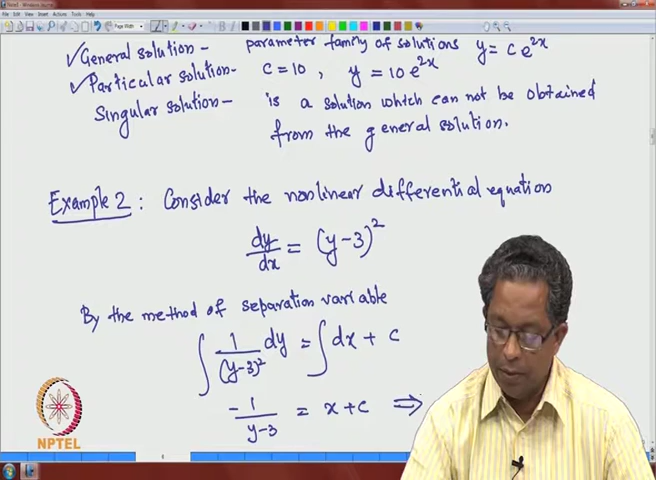 General solution - parameter family of solutions y = c e^{2x}
Particular solution - c = 10, y = 10 e^{2x}
Singular solution - is a solution which can not be obtained
from the general solution.
Example 2 : Consider the nonlinear differential equation
dy/dx = (y-3)^2
By the method of separation variable
∫ 1/(y-3)^2 dy = ∫ dx + c
-1/(y-3) = x + c ⇒
NPTEL